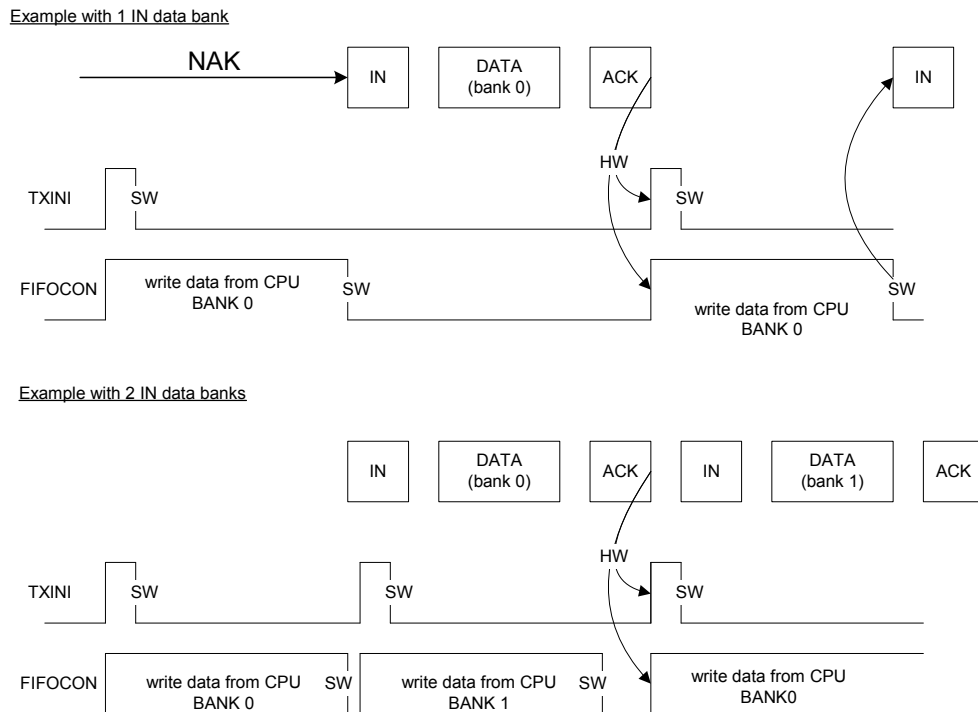 Example with 1 IN data bank
NAK
IN
DATA
(bank 0)
ACK
IN
HW
TXINI
SW
SW
FIFOCON
write data from CPU
BANK 0
SW
write data from CPU
BANK 0
SW
Example with 2 IN data banks
IN
DATA
(bank 0)
ACK
IN
DATA
(bank 1)
ACK
HW
TXINI
SW
SW
SW
FIFOCON
write data from CPU
BANK 0
SW
write data from CPU
BANK 1
SW
write data from CPU
BANK0